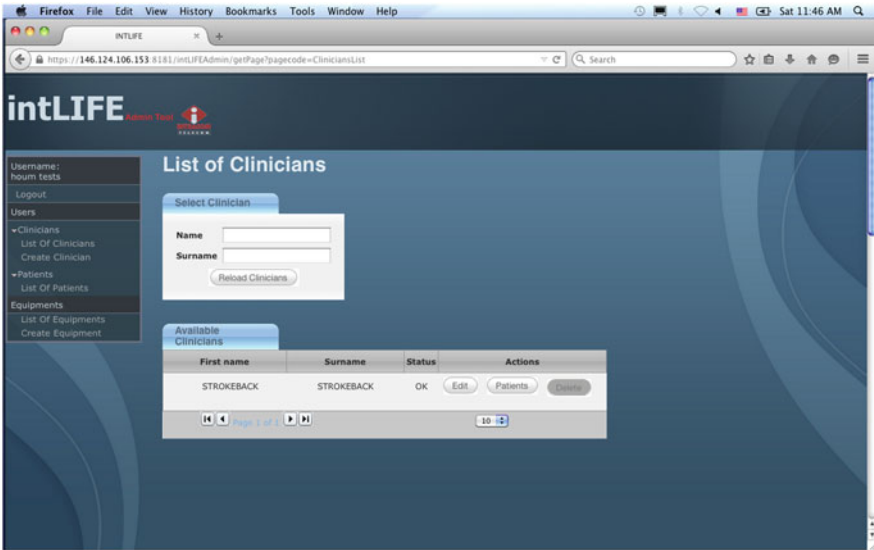 Firefox File Edit View History Bookmarks Tools Window Help Sat 11:46 AM
INTLIFE
https://146.124.106.153:8181/intLIFEAdmin/getPage?pagecode=CliniciansList
Search
intLIFE Admin Tool
INTRACOM
TELECOM
Username:
houm tests
Logout
Users
Clinicians
List Of Clinicians
Create Clinician
Patients
List Of Patients
Equipments
List Of Equipments
Create Equipment
List of Clinicians
Select Clinician
Name
Surname
Reload Clinicians
Available
Clinicians
First name Surname Status Actions
STROKEBACK STROKEBACK OK Edit Patients Delete
Page 1 of 1 10